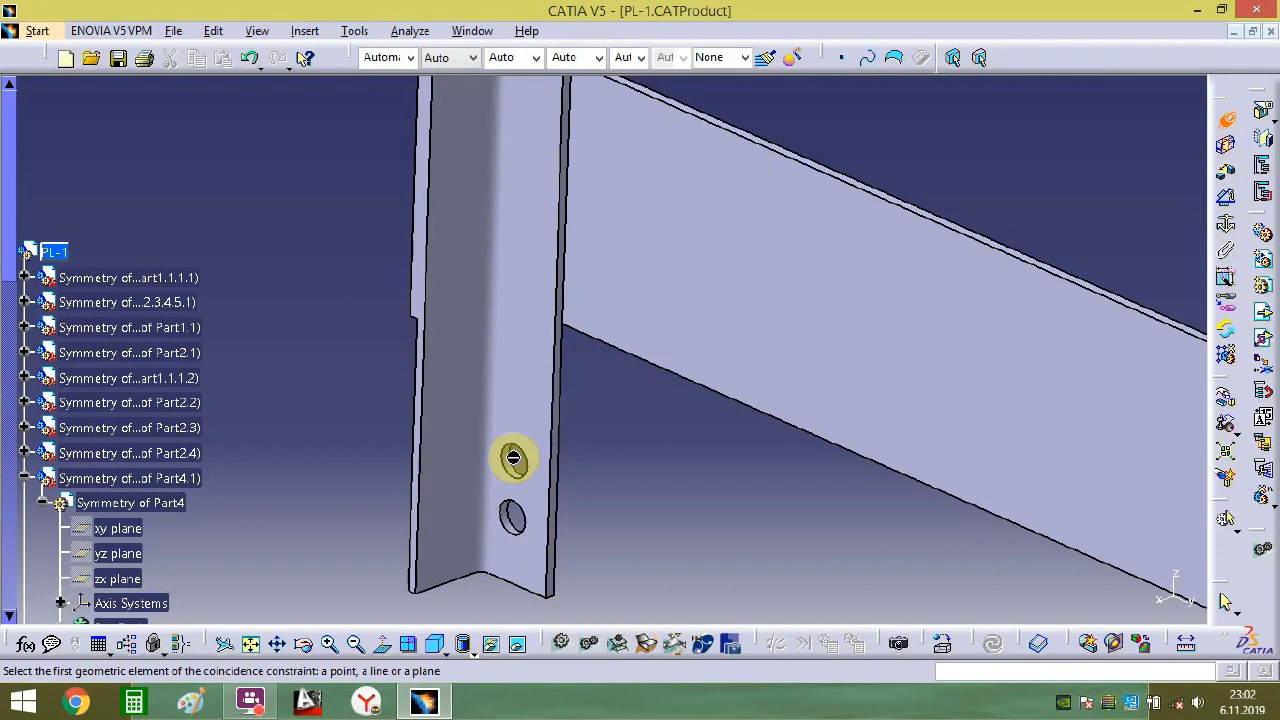 CATIA V5 - [PL-1.CATProduct]
Start ENOVIA V5 VPM File Edit View Insert Tools Analyze Window Help
Automa Auto Auto Auto Aut Aut None
PL-1
Symmetry of...art1.1.1.1)
Symmetry of...2.3.4.5.1)
Symmetry of...of Part1.1)
Symmetry of...of Part2.1)
Symmetry of...art1.1.1.2)
Symmetry of...of Part2.2)
Symmetry of...of Part2.3)
Symmetry of...of Part2.4)
Symmetry of...of Part4.1)
Symmetry of Part4
xy plane
yz plane
zx plane
Axis Systems
z
x y
CATIA
Select the first geometric element of the coincidence constraint: a point, a line or a plane
23:02
6.11.2019